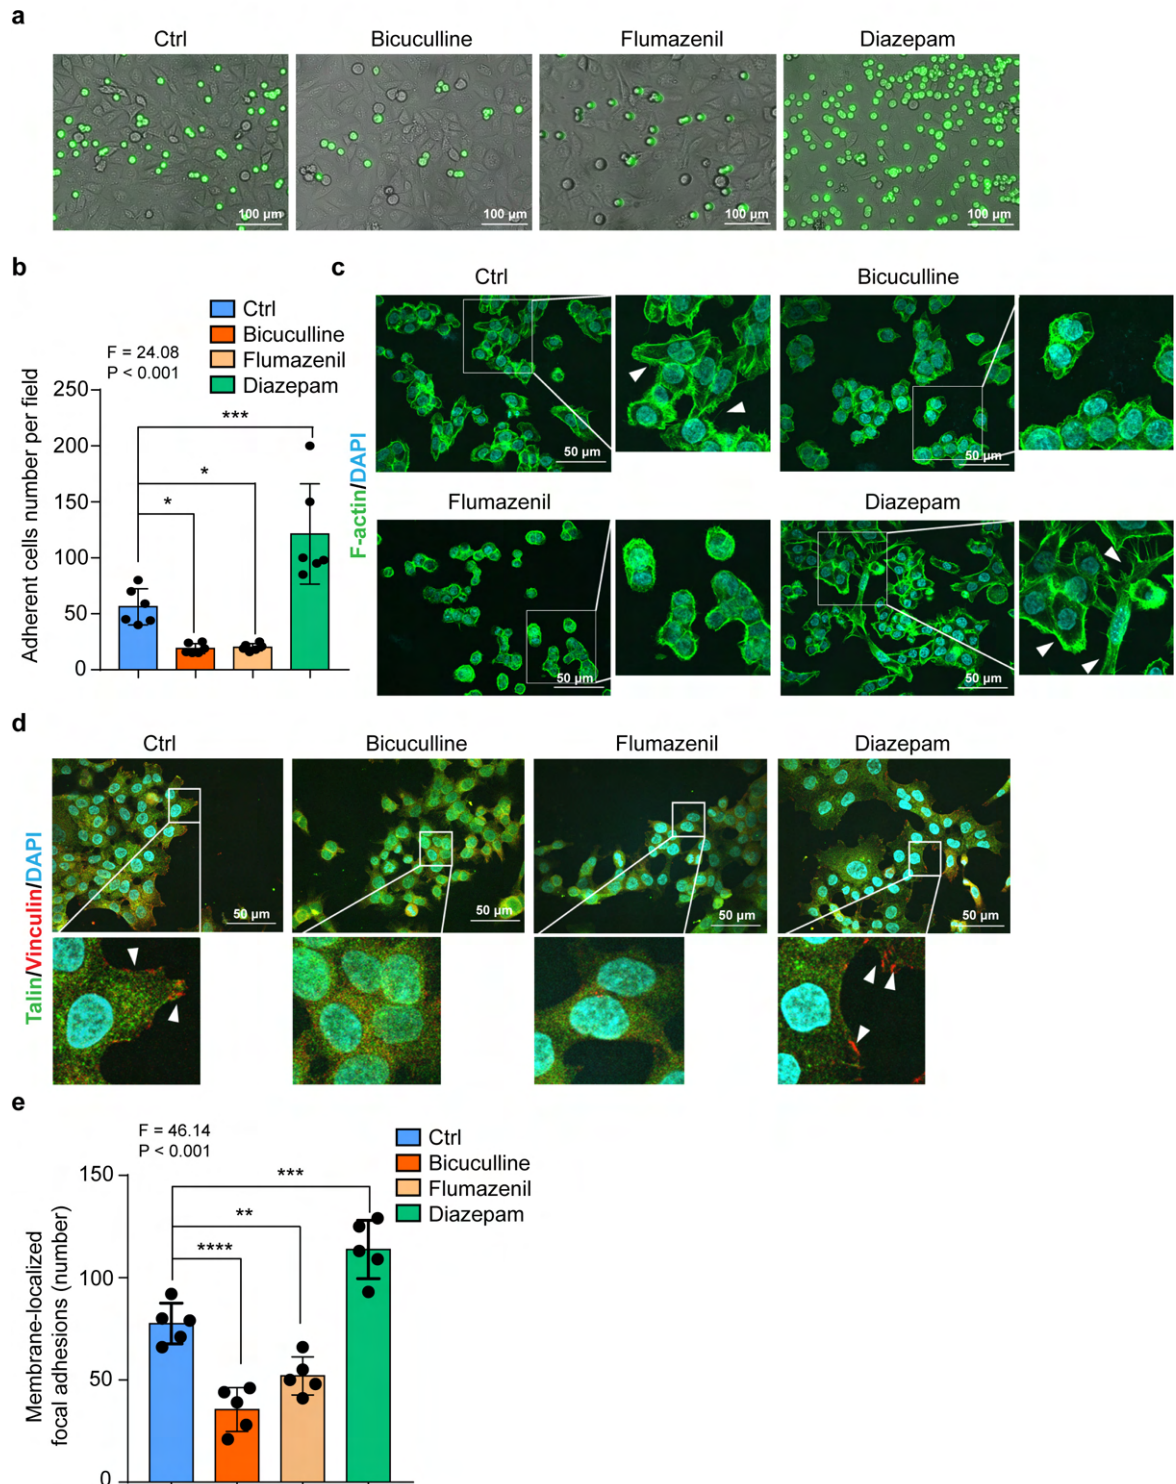 a
Ctrl
Bicuculline
Flumazenil
Diazepam
100 µm
100 µm
100 µm
100 µm
b
Ctrl
Bicuculline
Flumazenil
Diazepam
F = 24.08
P < 0.001
Adherent cells number per field
250
200
150
100
50
0
***
*
*
c
F-actin/DAPI
Ctrl
Bicuculline
50 µm
50 µm
Flumazenil
Diazepam
50 µm
50 µm
d
Talin/Vinculin/DAPI
Ctrl
Bicuculline
Flumazenil
Diazepam
50 µm
50 µm
50 µm
50 µm
e
F = 46.14
P < 0.001
Ctrl
Bicuculline
Flumazenil
Diazepam
Membrane-localized
focal adhesions (number)
150
100
50
0
***
**
****